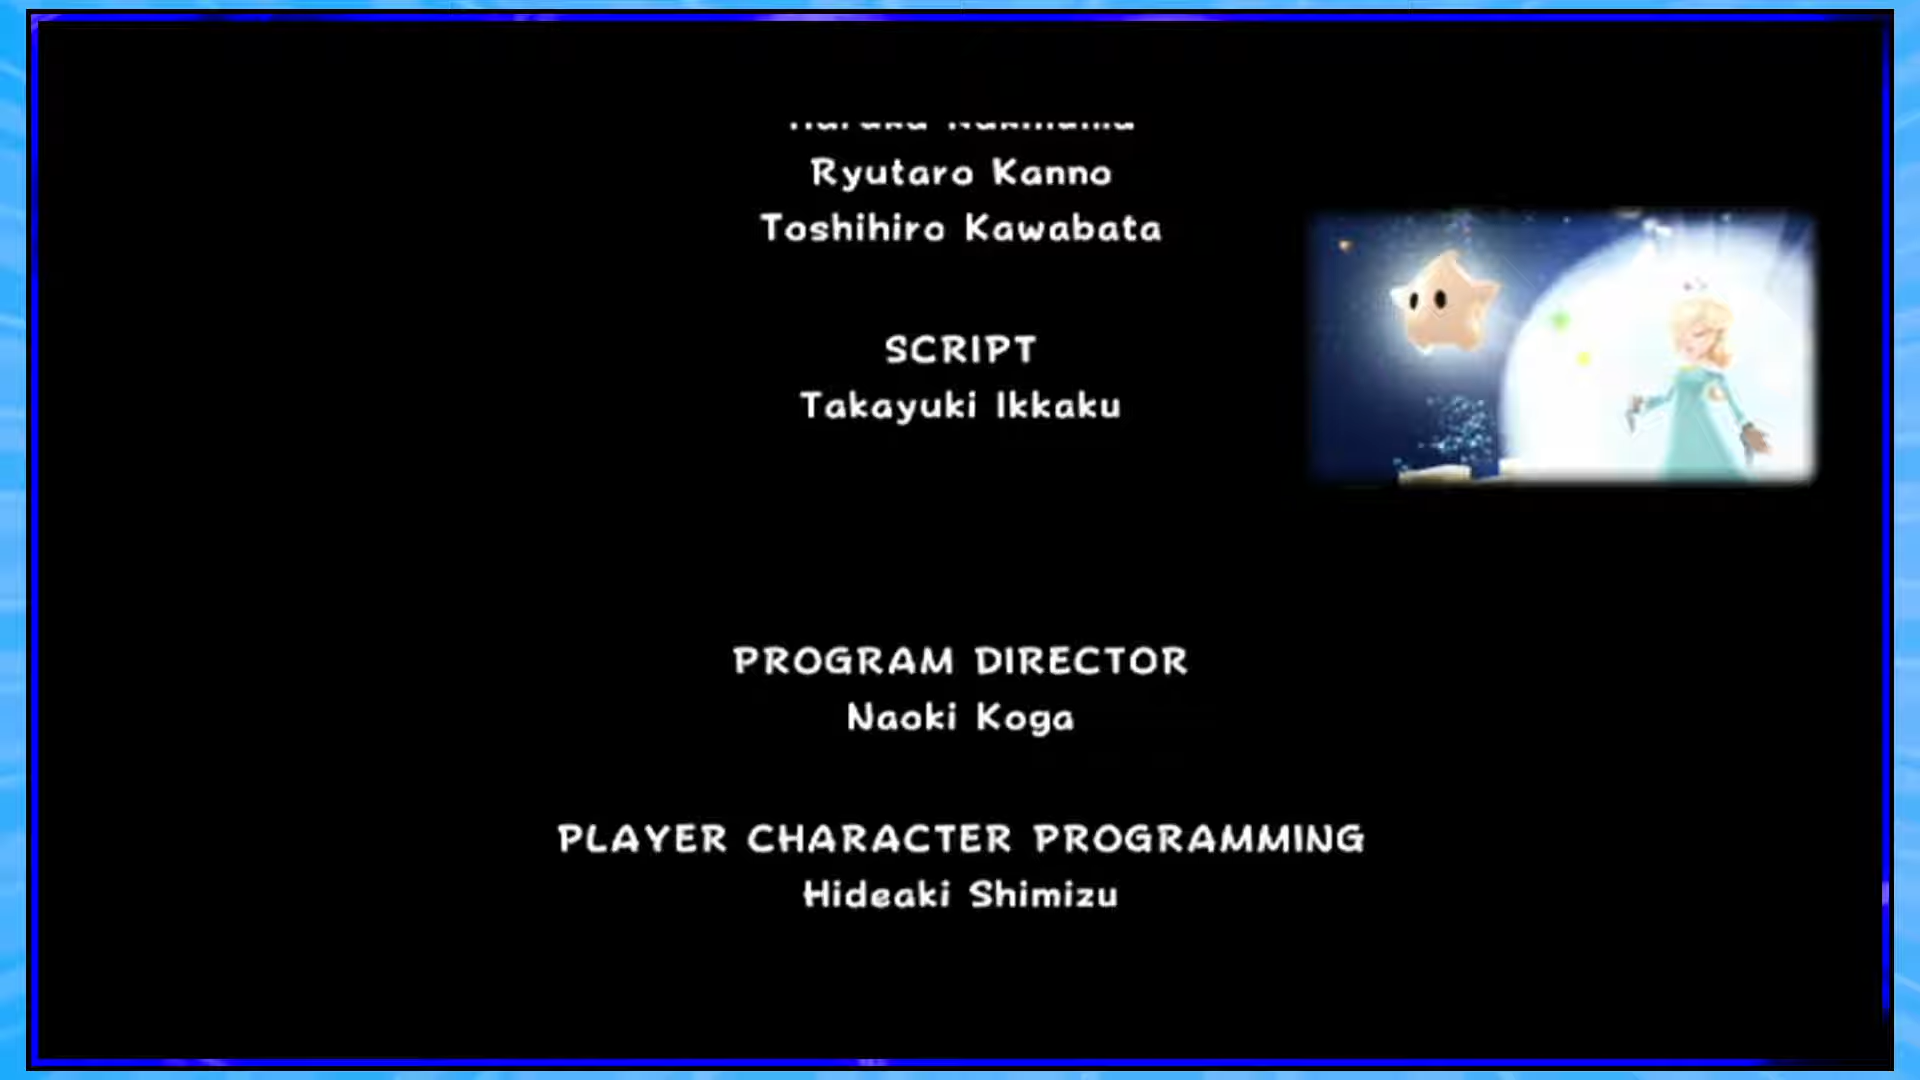 Ryutaro Kanno
Toshihiro Kawabata
SCRIPT
Takayuki Ikkaku
PROGRAM DIRECTOR
Naoki Koga
PLAYER CHARACTER PROGRAMMING
Hideaki Shimizu